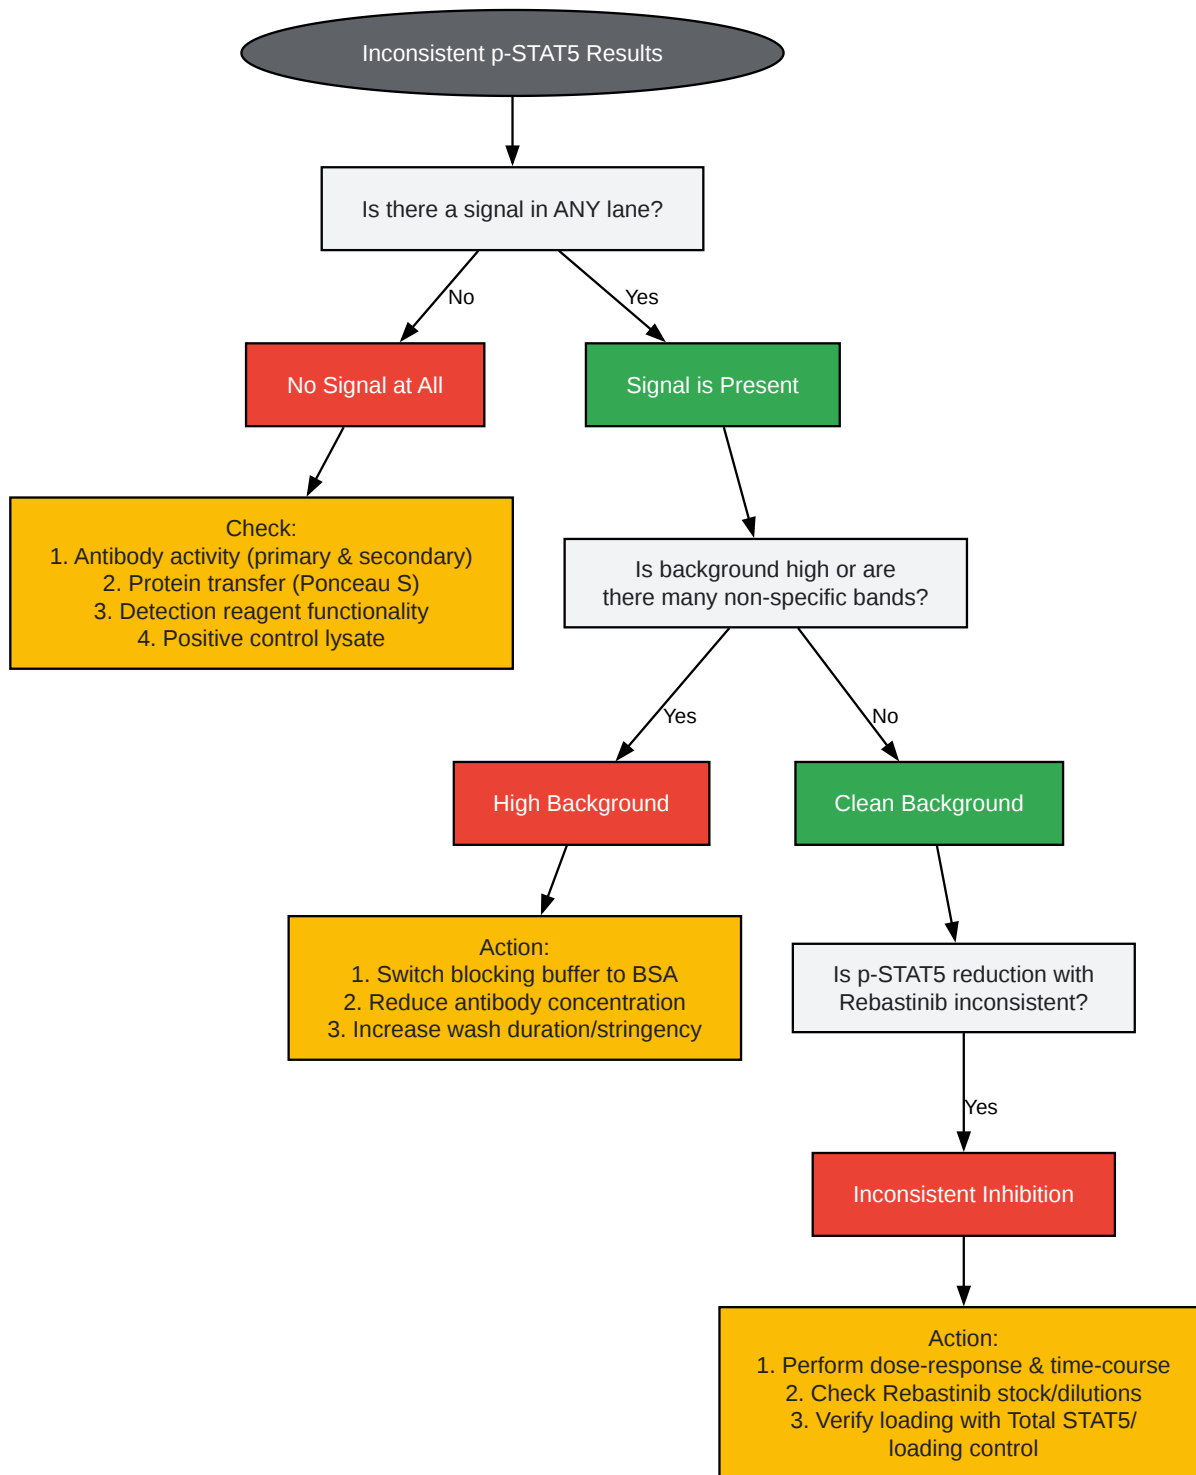 Inconsistent p-STAT5 Results
Is there a signal in ANY lane?
No
Yes
No Signal at All
Signal is Present
Check:
1. Antibody activity (primary & secondary)
2. Protein transfer (Ponceau S)
3. Detection reagent functionality
4. Positive control lysate
Is background high or are
there many non-specific bands?
Yes
No
High Background
Clean Background
Action:
1. Switch blocking buffer to BSA
2. Reduce antibody concentration
3. Increase wash duration/stringency
Is p-STAT5 reduction with
Rebastinib inconsistent?
Yes
Inconsistent Inhibition
Action:
1. Perform dose-response & time-course
2. Check Rebastinib stock/dilutions
3. Verify loading with Total STAT5/
loading control